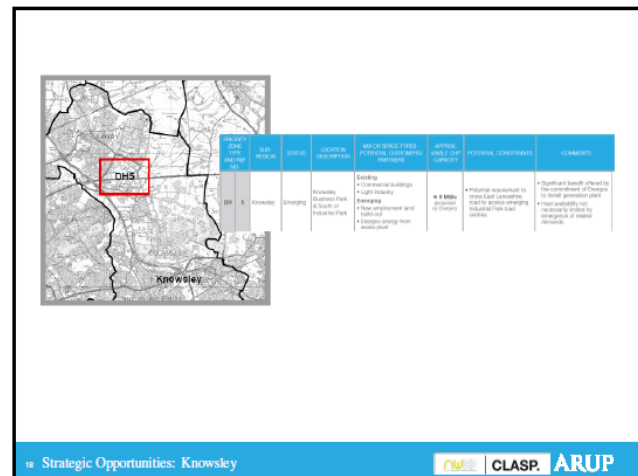 DH5
Knowsley
PRIORITY ZONE TYPE AND REF NO.
SUB-REGION
STATUS
LOCATION DESCRIPTION
POTENTIAL CUSTOMERS/ PARTNERS
APPROX. VIABLE CHP CAPACITY
POTENTIAL CONSTRAINTS
COMMENTS
DH 5
Knowsley
Emerging
Knowsley Business Park & South of Industrial Park
Existing
• Commercial buildings
• Light industry
Emerging
• New employment land build-out
• Energos energy from waste plant
• Potential requirement to cross East Lancashire road to access emerging Industrial Park load centres
• Significant benefit offered by the commitment of Energos to install generation plant
• Heat availability not necessarily limited by emergence of related demands
18 Strategic Opportunities: Knowsley
CLASP.
ARUP